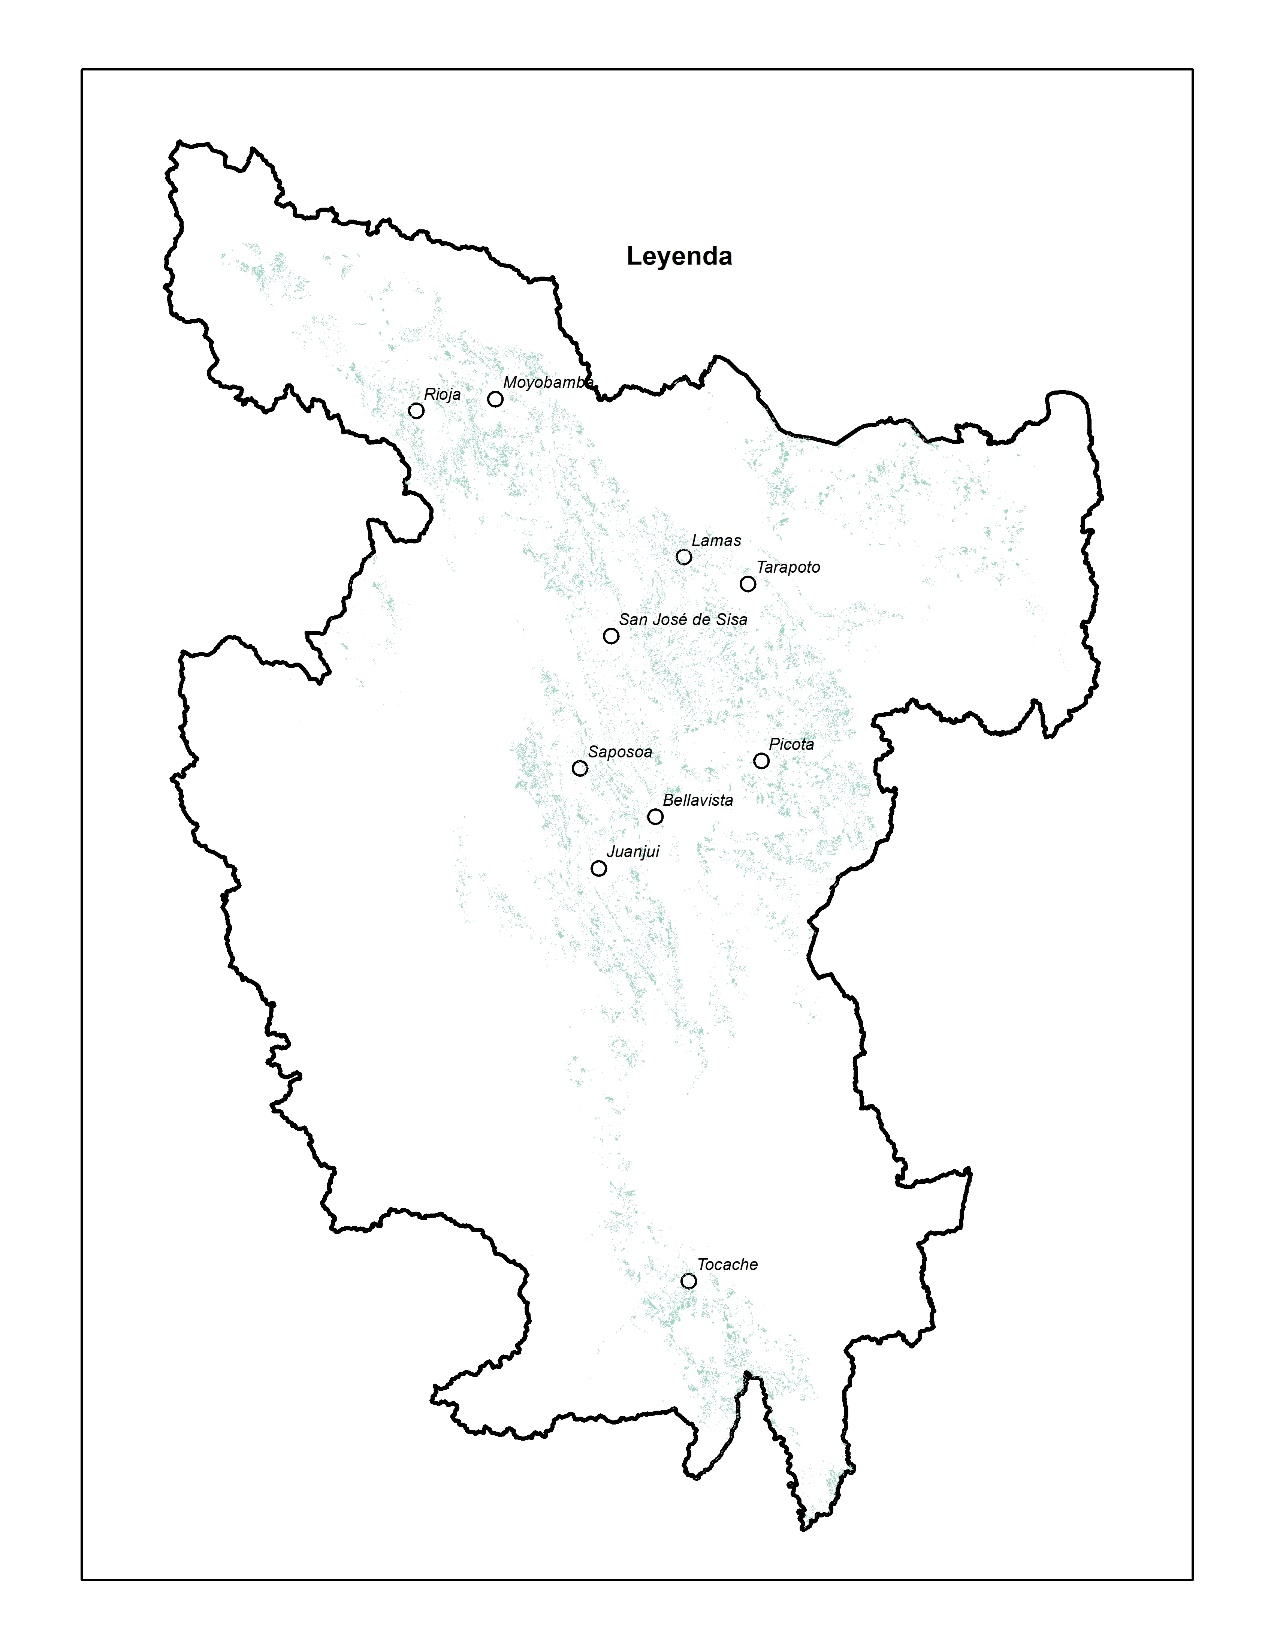 Leyenda
Moyobamba
Rioja
Lamas
Tarapoto
San José de Sisa
Picota
Saposoa
Bellavista
Juanjui
Tocache